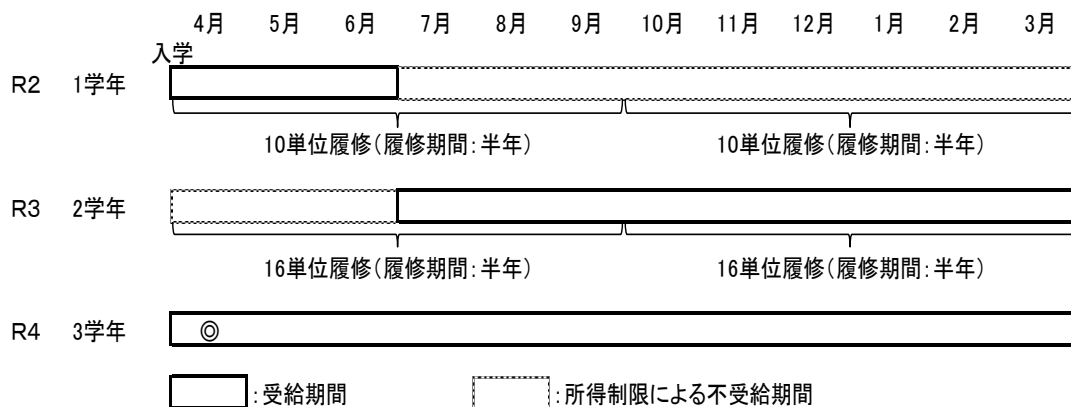 4月 5月 6月 7月 8月 9月 10月 11月 12月 1月 2月 3月
入学
R2 1学年
10単位履修(履修期間:半年) 10単位履修(履修期間:半年)
R3 2学年
16単位履修(履修期間:半年) 16単位履修(履修期間:半年)
R4 3学年 ◎
:受給期間 :所得制限による不受給期間